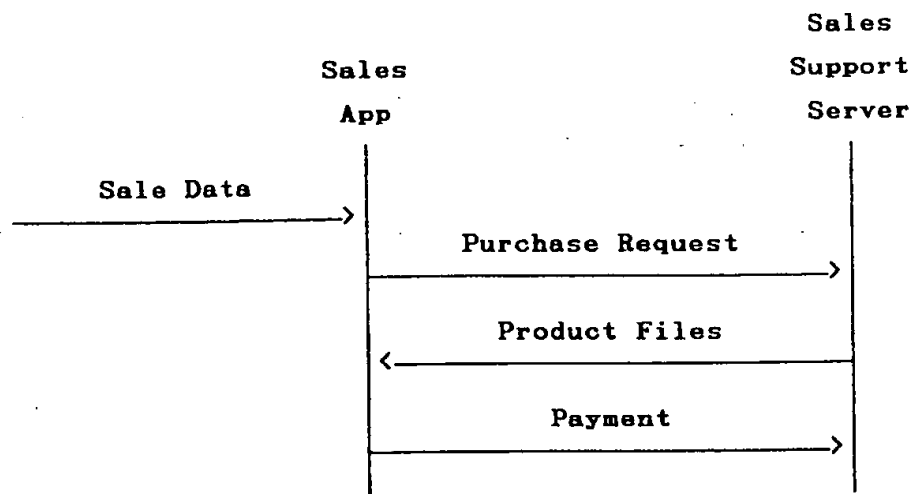 Sales
App
Sales
Support
Server
Sale Data
Purchase Request
Product Files
Payment